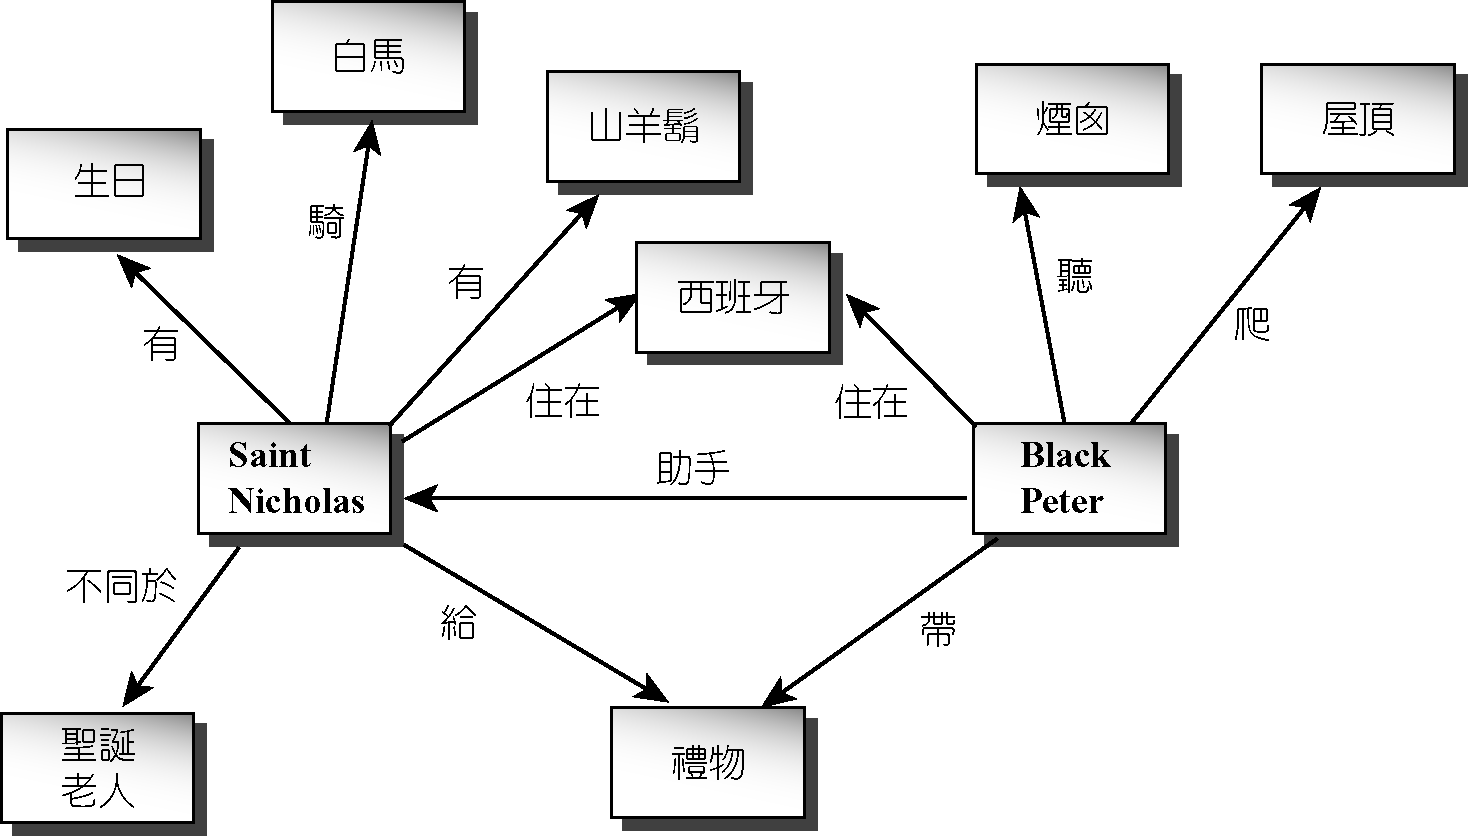 白馬
山羊鬍
煙囪
屋頂
生日
騎
有
聽
西班牙
爬
有
住在
住在
Saint
Nicholas
助手
Black
Peter
不同於
給
帶
聖誕
老人
禮物